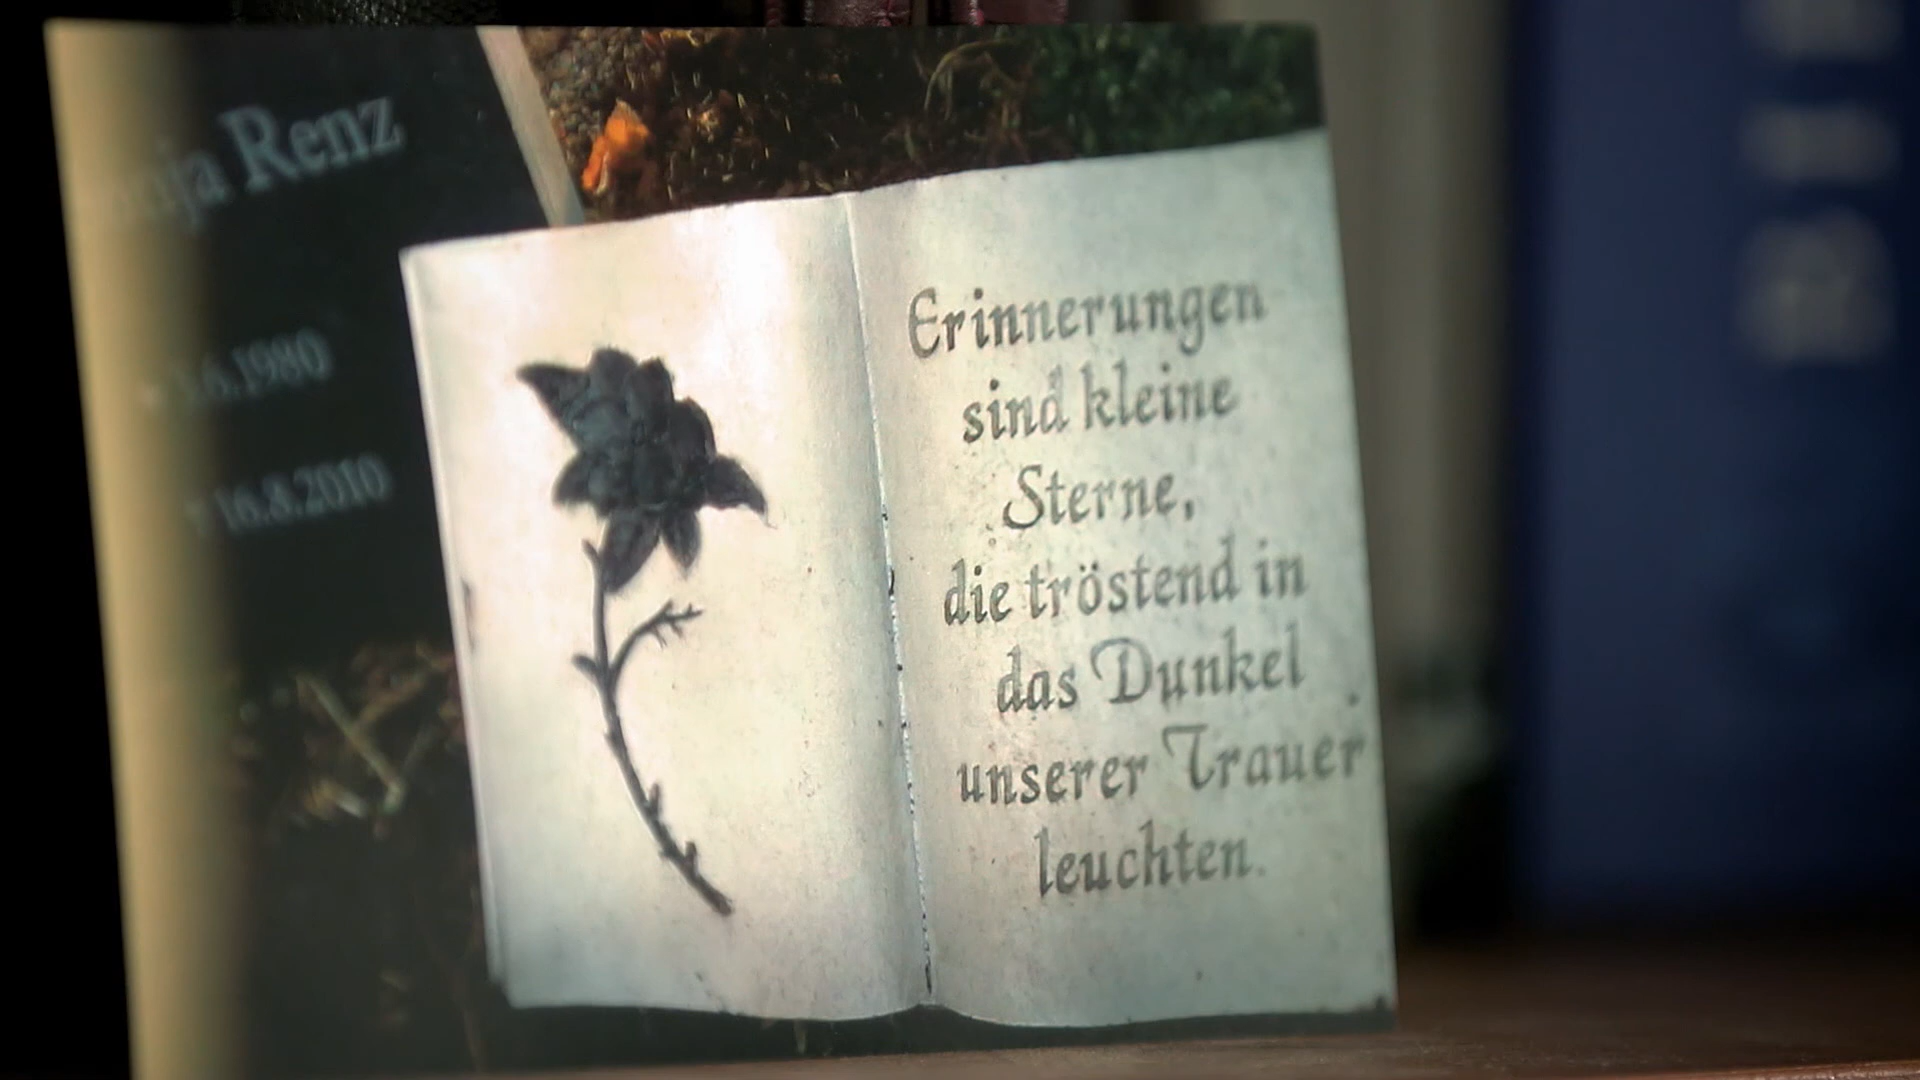 Renz
16.8.2010
Erinnerungen
sind kleine
Sterne,
die tröstend in
das Dunkel
unserer Trauer
leuchten.